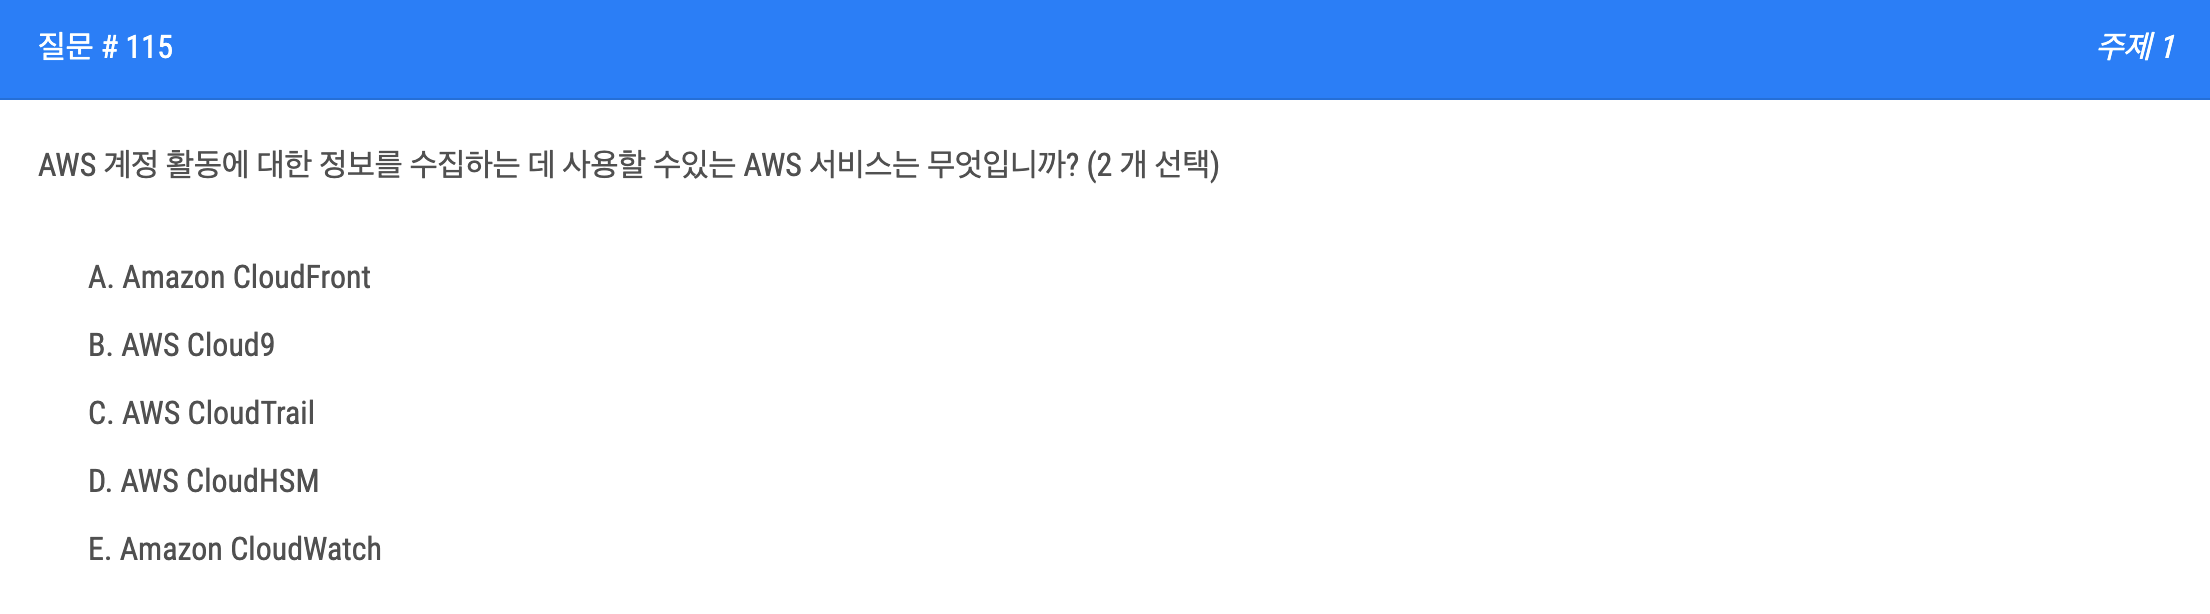 질문 # 115
주제 1
AWS 계정 활동에 대한 정보를 수집하는 데 사용할 수있는 AWS 서비스는 무엇입니까? (2 개 선택)
A. Amazon CloudFront
B. AWS Cloud9
C. AWS CloudTrail
D. AWS CloudHSM
E. Amazon CloudWatch